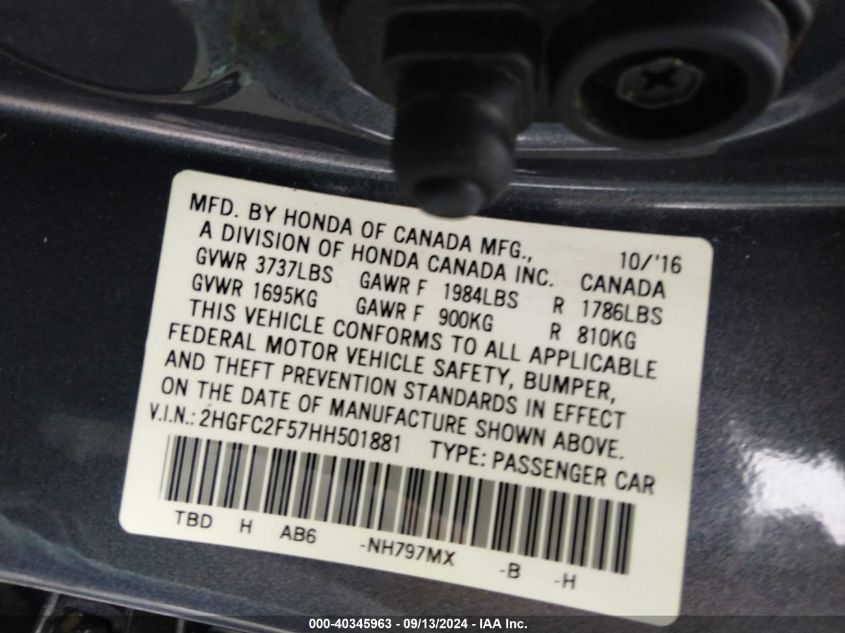 MFD. BY HONDA OF CANADA MFG., 10/'16
A DIVISION OF HONDA CANADA INC. CANADA
GVWR 3737LBS GAWR F 1984LBS R 1786LBS
GVWR 1695KG GAWR F 900KG R 810KG
THIS VEHICLE CONFORMS TO ALL APPLICABLE
FEDERAL MOTOR VEHICLE SAFETY, BUMPER,
AND THEFT PREVENTION STANDARDS IN EFFECT
ON THE DATE OF MANUFACTURE SHOWN ABOVE.
V.I.N.: 2HGFC2F57HH501881 TYPE: PASSENGER CAR
TBD H AB6 -NH797MX -B -H
000-40345963 - 09/13/2024 - IAA Inc.